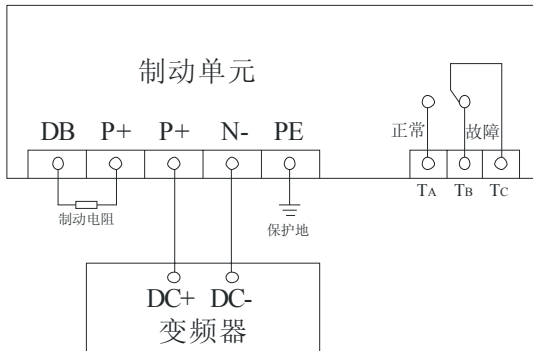 制动单元
正常 故障
DB P+ P+ N- PE
TA TB TC
制动电阻
保护地
DC+ DC-
变频器